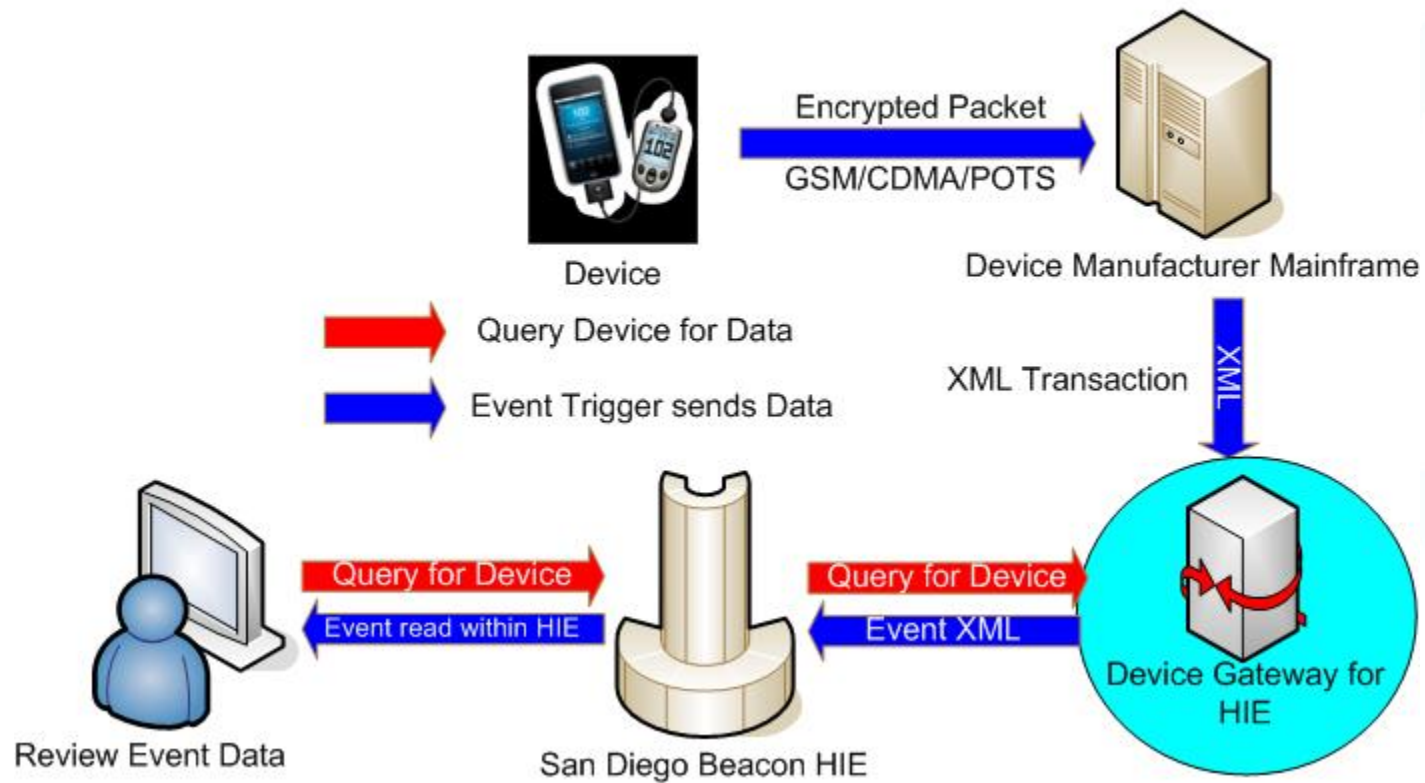 Encrypted Packet
GSM/CDMA/POTS
102
102
Device
Device Manufacturer Mainframe
Query Device for Data
XML Transaction
XML
Event Trigger sends Data
Query for Device
Event read within HIE
Query for Device
Event XML
Device Gateway for
HIE
Review Event Data
San Diego Beacon HIE